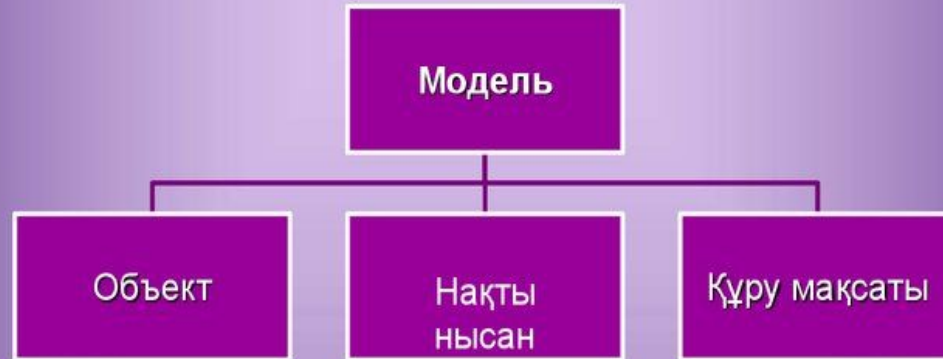 Модель
Объект
Нақты
нысан
Құру мақсаты